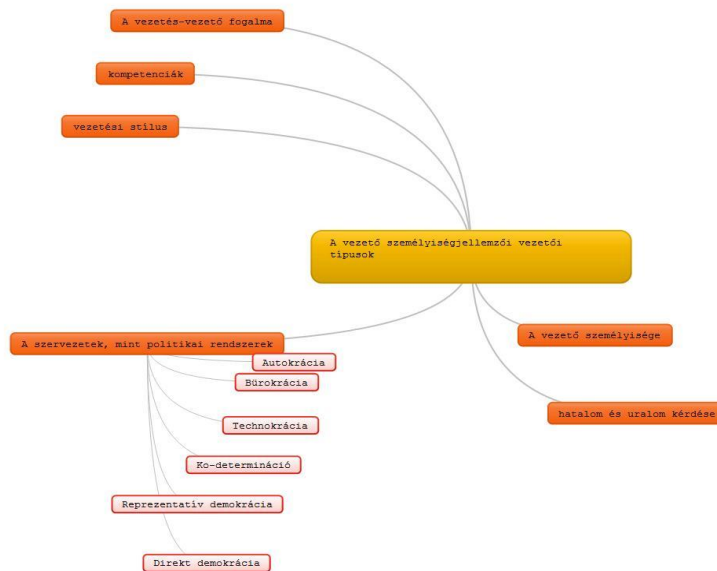 A vezetés-vezető fogalma
kompetenciák
vezetési stílus
A vezető személyiségjellemzői vezetői
típusok
A vezető személyisége
A szervezetek, mint politikai rendszerek
Autokrácia
Bürokrácia
hatalom és uralom kérdése
Technokrácia
Ko-determináció
Reprezentatív demokrácia
Direkt demokrácia